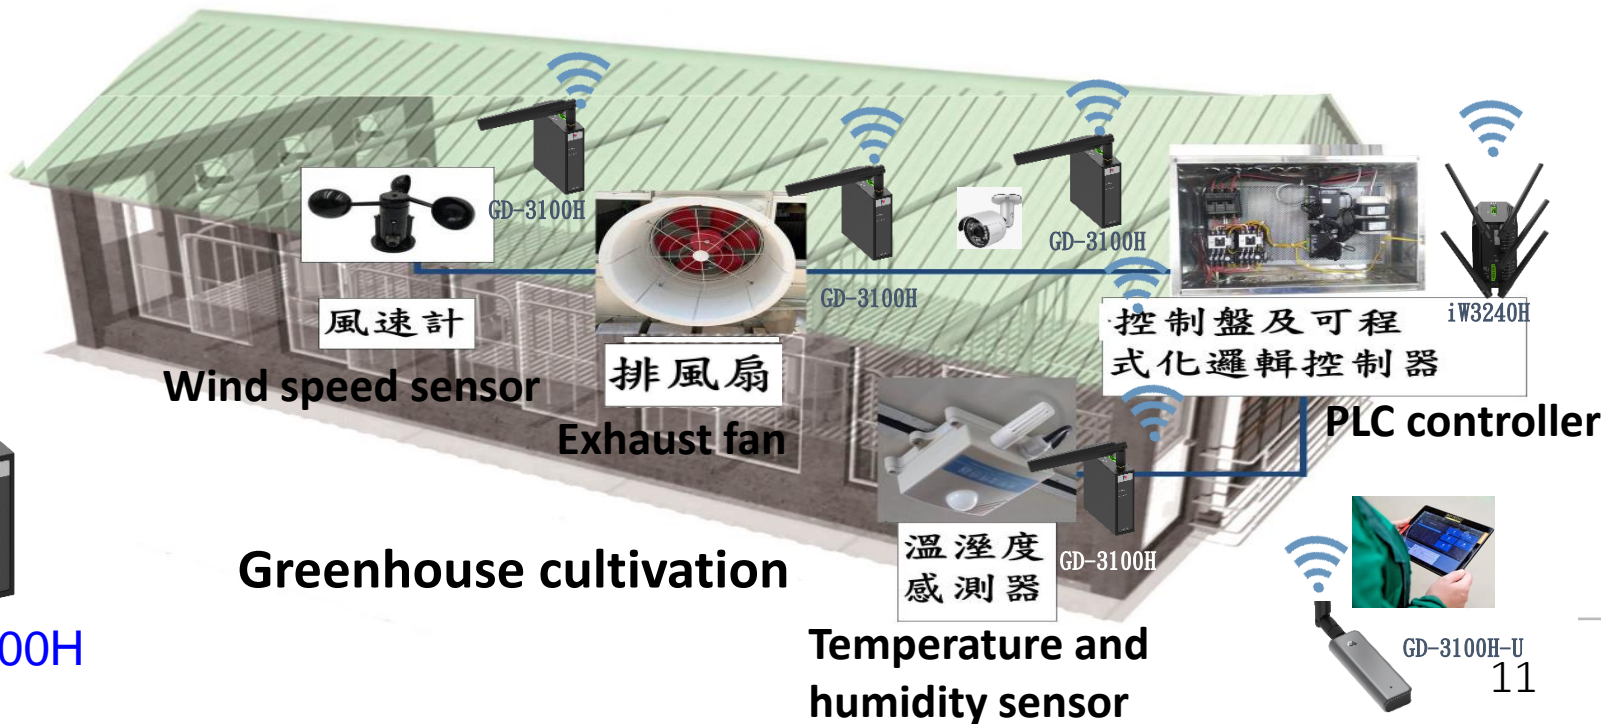 GD-3100H
GD-3100H
GD-3100H
iW3240H
風速計
Wind speed sensor
排風扇
Exhaust fan
控制盤及可程
式化邏輯控制器
PLC controller
溫溼度
感測器
GD-3100H
Greenhouse cultivation
Temperature and
humidity sensor
00H
GD-3100H-U
11